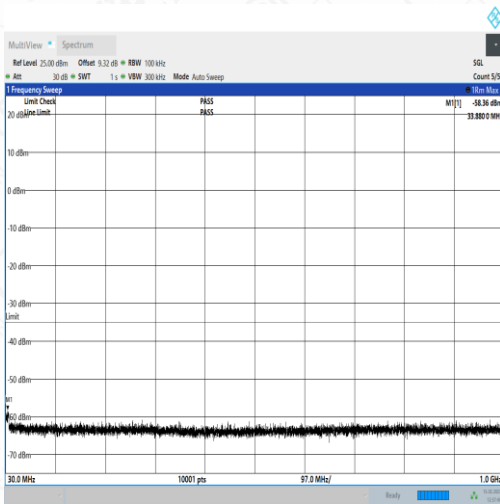 MultiView Spectrum
Ref Level 25.00 dBm Offset 9.32 dB RBW 100 kHz SGL
Att 30 dB SWT 1 s VBW 300 kHz Mode Auto Sweep Count 5/5
1 Frequency Sweep 1Rm Max
Limit Check PASS M1[1] -58.36 dBm
Line Limit PASS 33.8800 MH
20 dBm
10 dBm
0 dBm
-10 dBm
-20 dBm
-30 dBm
Limit
-40 dBm
-50 dBm
M1
-60 dBm
-70 dBm
30.0 MHz 10001 pts 97.0 MHz/ 1.0 GHz
Ready